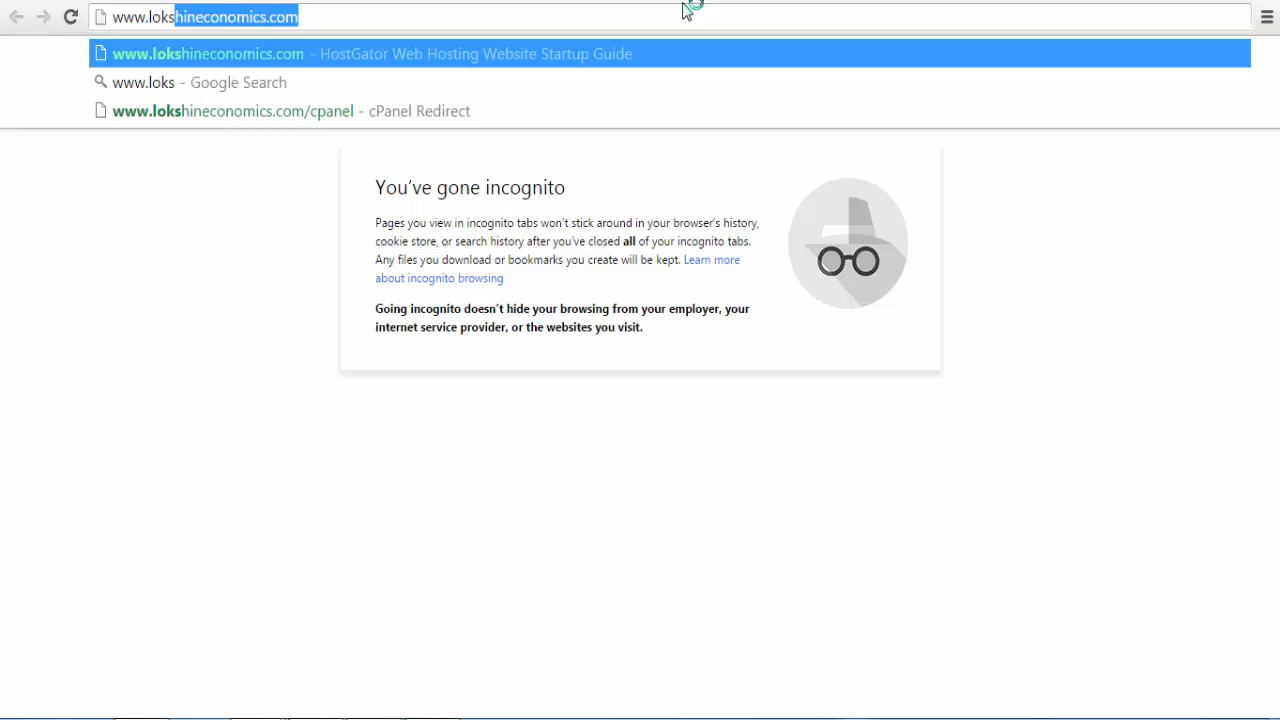 www.lokshineconomics.com
www.lokshineconomics.com - HostGator Web Hosting Website Startup Guide
www.loks - Google Search
www.lokshineconomics.com/cpanel - cPanel Redirect
You've gone incognito
Pages you view in incognito tabs won't stick around in your browser's history,
cookie store, or search history after you've closed all of your incognito tabs.
Any files you download or bookmarks you create will be kept. Learn more
about incognito browsing
Going incognito doesn't hide your browsing from your employer, your
internet service provider, or the websites you visit.